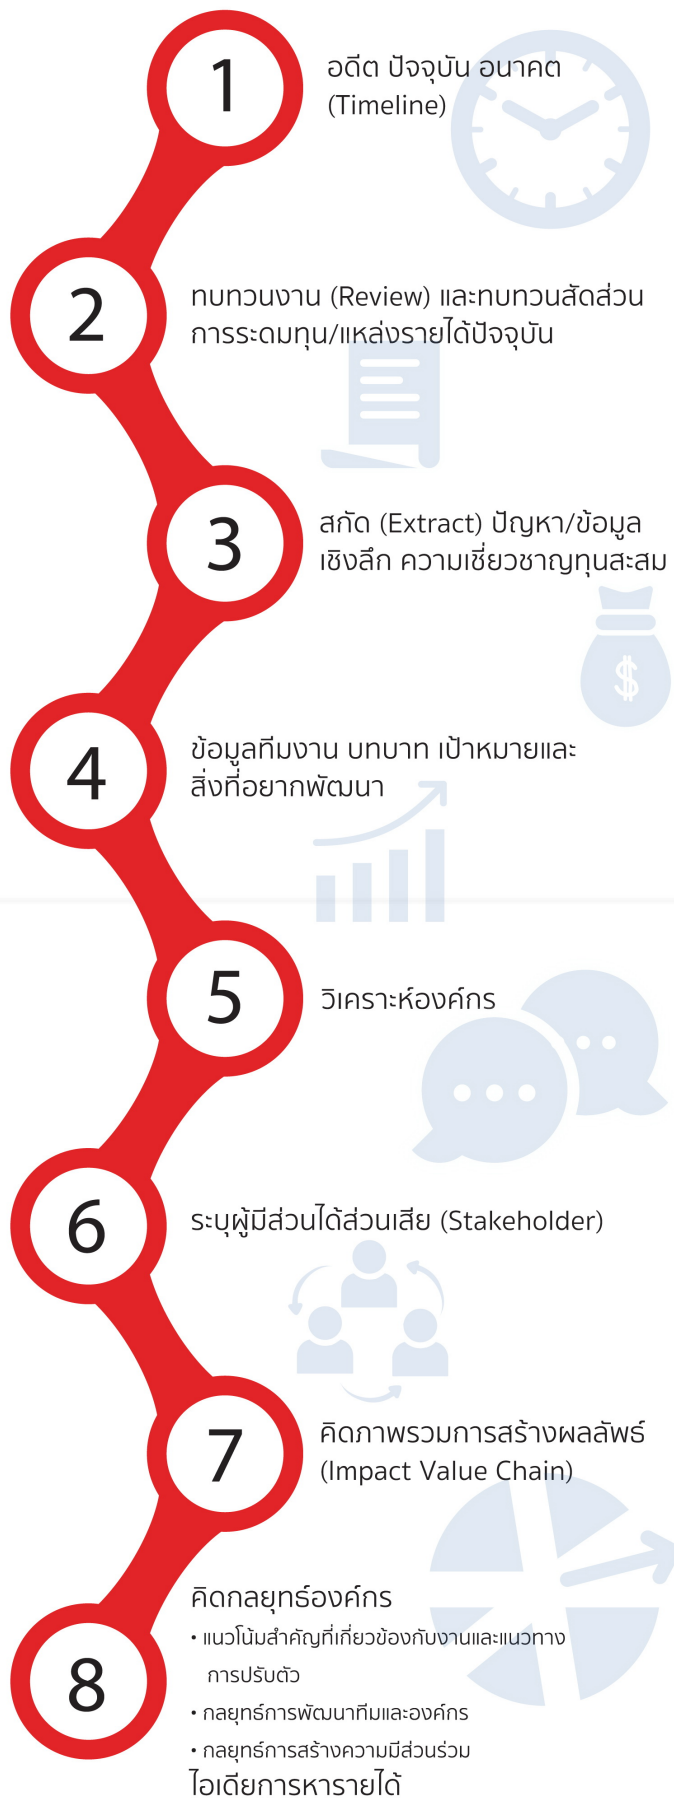 1
อดีต ปัจจุบัน อนาคต
(Timeline)
2
ทบทวนงาน (Review) และทบทวนสัดส่วน
การระดมทุน/แหล่งรายได้ปัจจุบัน
3
สกัด (Extract) ปัญหา/ข้อมูล
เชิงลึก ความเชี่ยวชาญทุนสะสม
$
4
ข้อมูลทีมงาน บทบาท เป้าหมายและ
สิ่งที่อยากพัฒนา
5
วิเคราะห์องค์กร
6
ระบุผู้มีส่วนได้ส่วนเสีย (Stakeholder)
7
คิดภาพรวมการสร้างผลลัพธ์
(Impact Value Chain)
8
คิดกลยุทธ์องค์กร
• แนวโน้มสำคัญที่เกี่ยวข้องกับงานและแนวทาง
การปรับตัว
• กลยุทธ์การพัฒนาทีมและองค์กร
• กลยุทธ์การสร้างความมีส่วนร่วม
ไอเดียการหารายได้